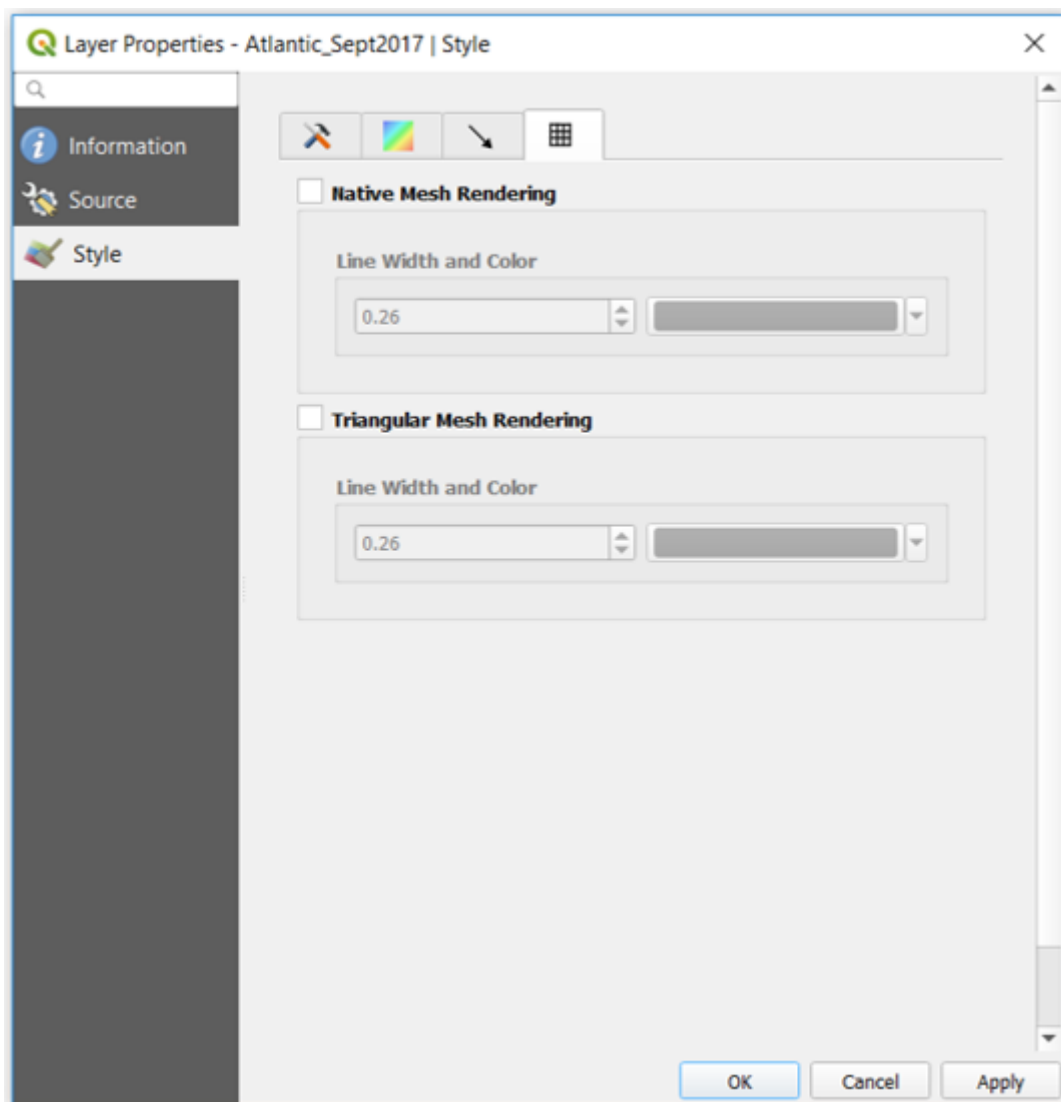 Layer Properties - Atlantic_Sept2017 | Style
Information
Source
Style
Native Mesh Rendering
Line Width and Color
0.26
Triangular Mesh Rendering
Line Width and Color
0.26
OK Cancel Apply